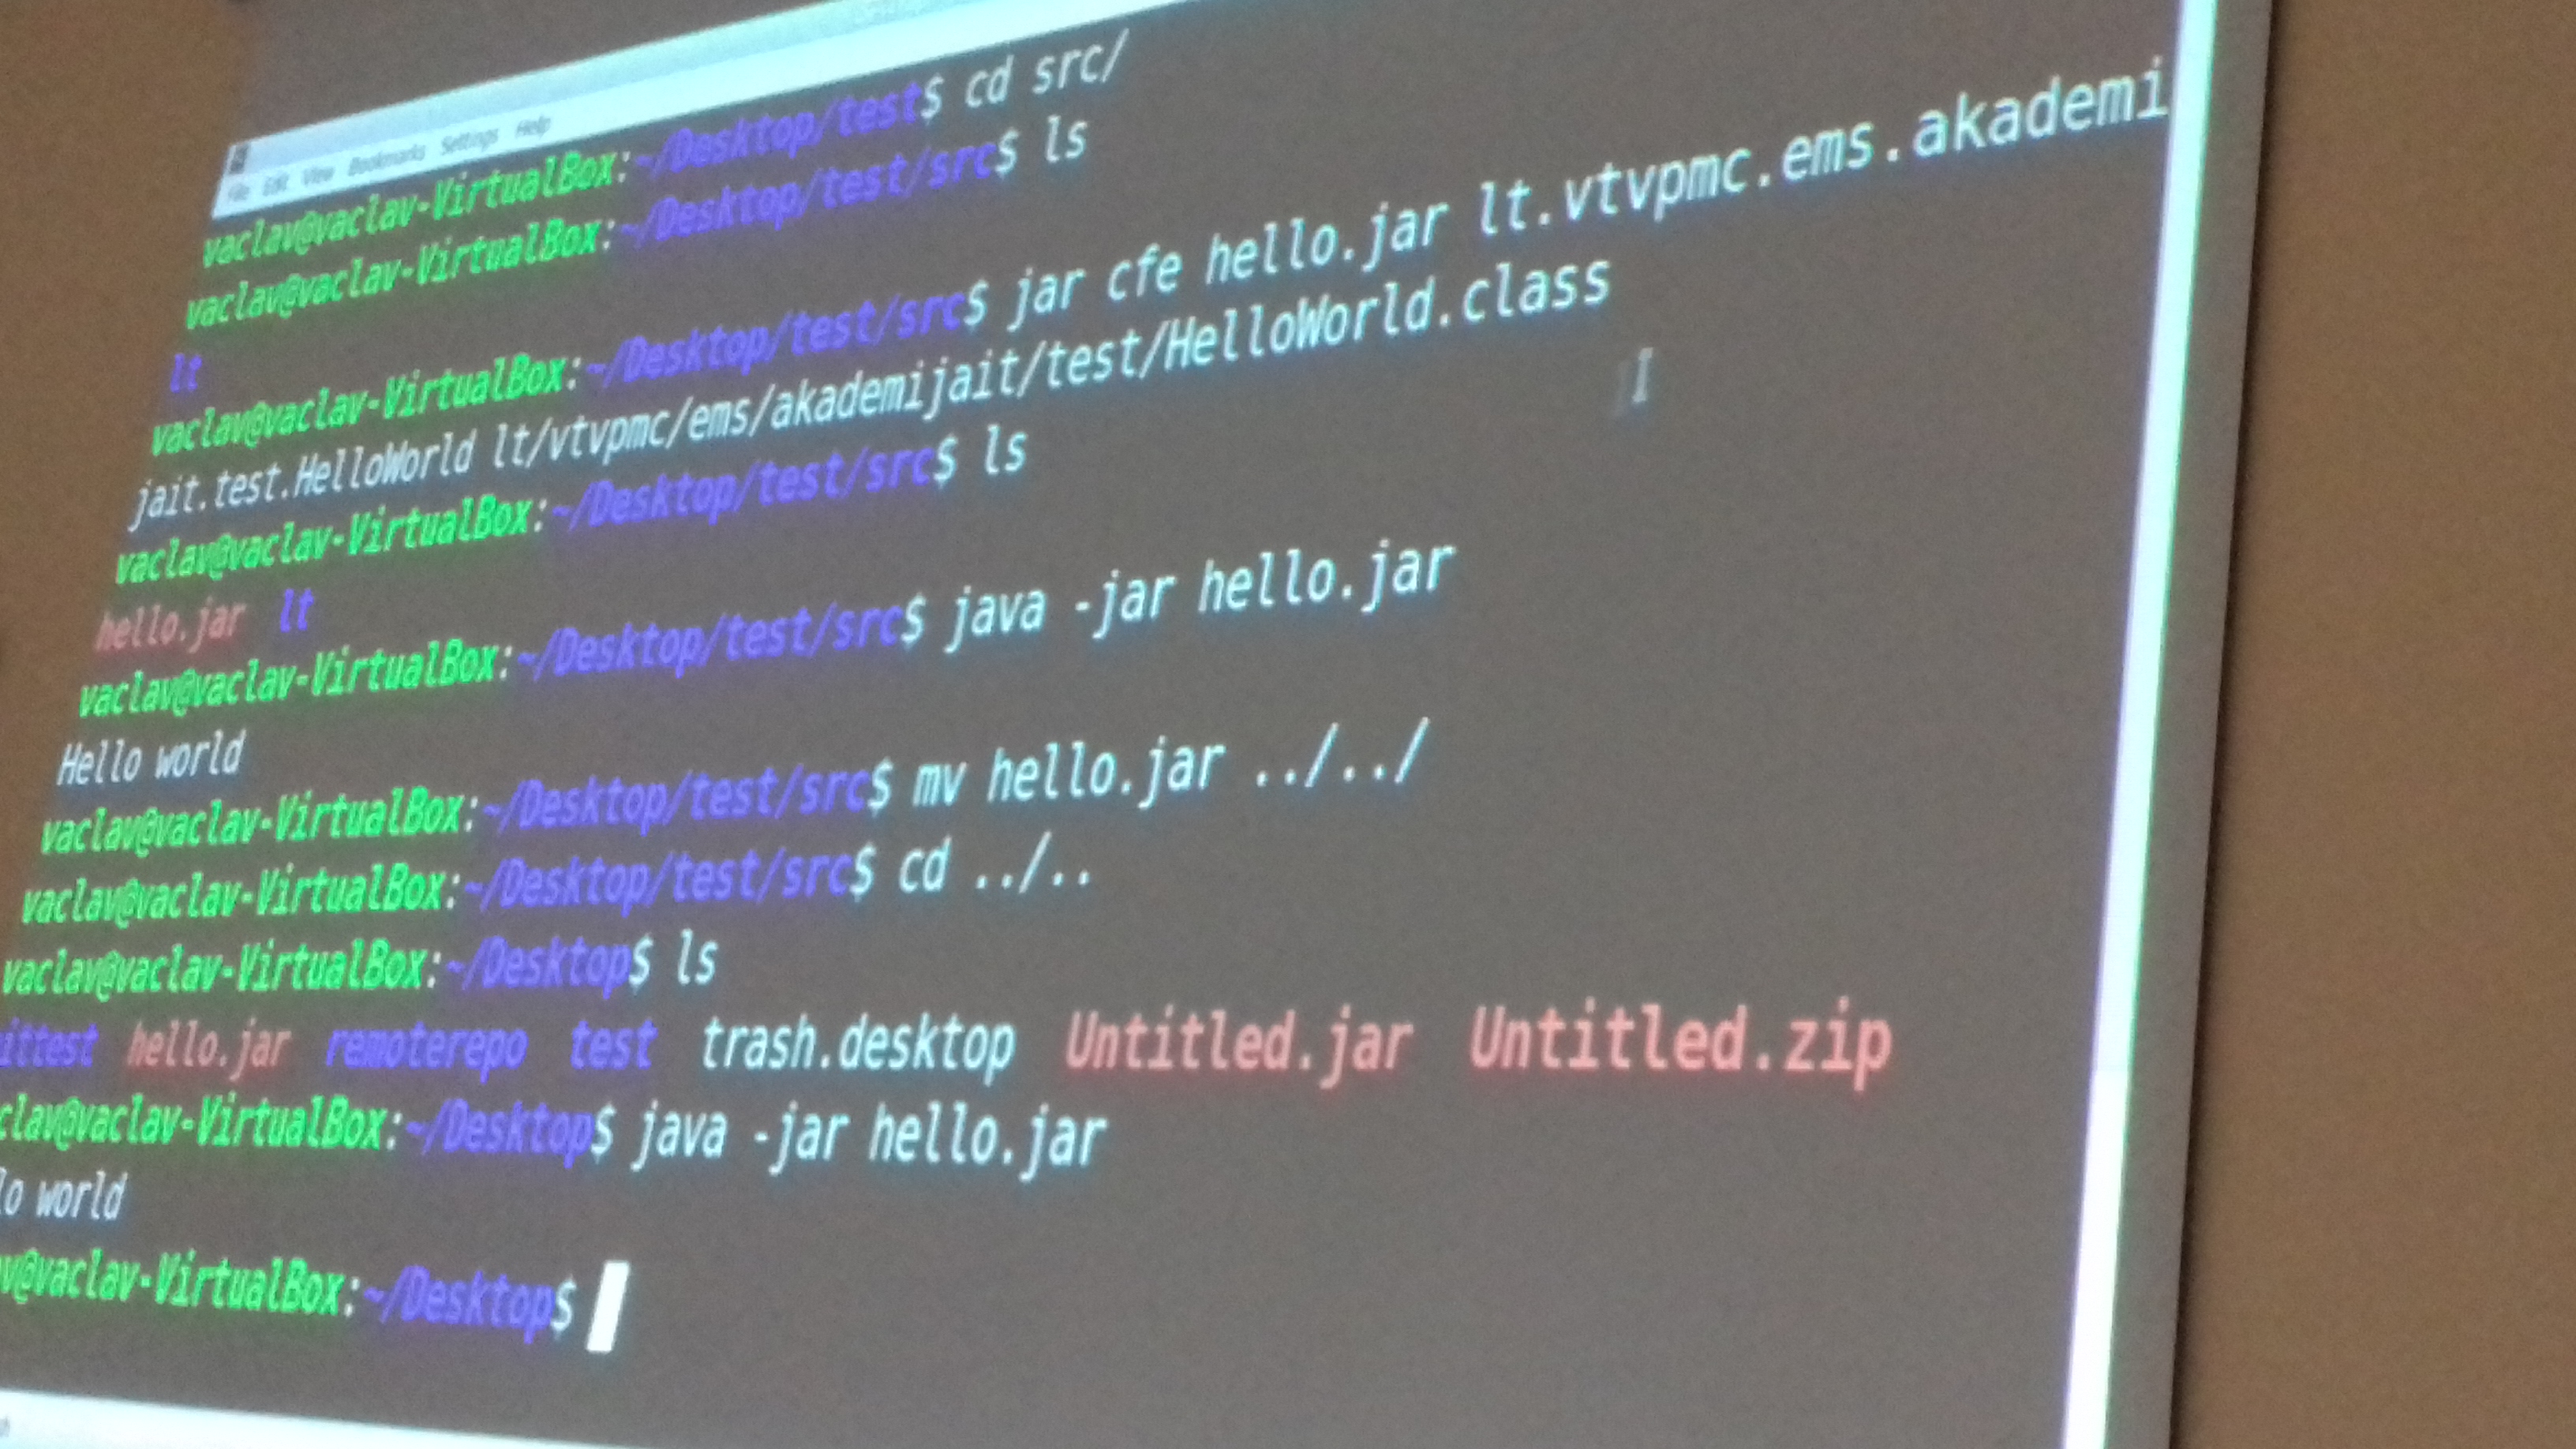 File Edit View Bookmarks Settings Help
vaclav@vaclav-VirtualBox:~/Desktop/test$ cd src/
vaclav@vaclav-VirtualBox:~/Desktop/test/src$ ls
lt
vaclav@vaclav-VirtualBox:~/Desktop/test/src$ jar cfe hello.jar lt.vtvpmc.ems.akademi
jait.test.HelloWorld lt/vtvpmc/ems/akademijait/test/HelloWorld.class
vaclav@vaclav-VirtualBox:~/Desktop/test/src$ ls
hello.jar lt
vaclav@vaclav-VirtualBox:~/Desktop/test/src$ java -jar hello.jar
Hello world
vaclav@vaclav-VirtualBox:~/Desktop/test/src$ mv hello.jar ../../
vaclav@vaclav-VirtualBox:~/Desktop/test/src$ cd ../..
vaclav@vaclav-VirtualBox:~/Desktop$ ls
ittest hello.jar remoterepo test trash.desktop Untitled.jar Untitled.zip
clav@vaclav-VirtualBox:~/Desktop$ java -jar hello.jar
lo world
v@vaclav-VirtualBox:~/Desktop$